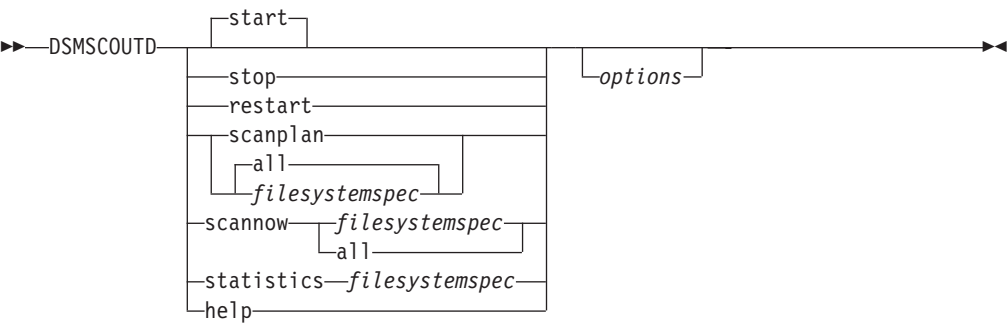 start
DSMSCOUTD
stop
options
restart
scanplan
all
filesystemspec
scannow filesystemspec
all
statistics filesystemspec
help